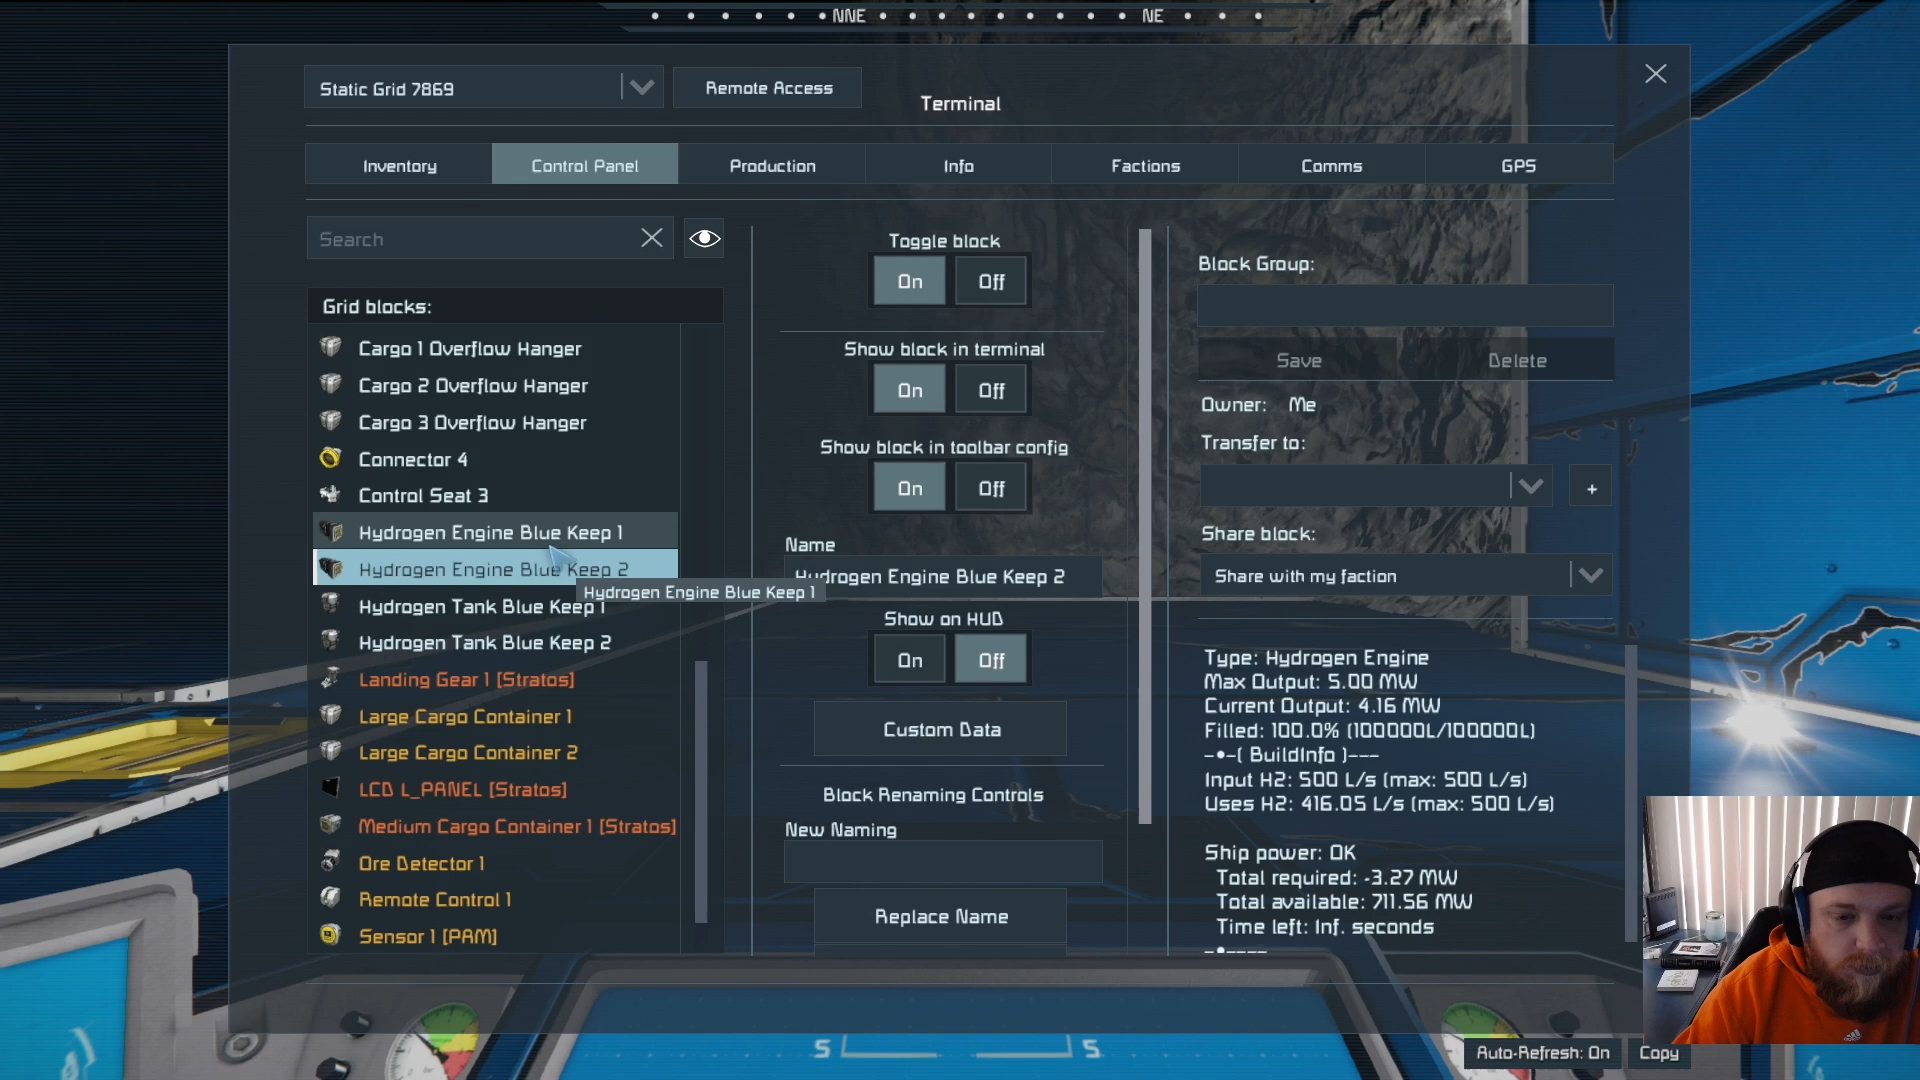 NNE
NE
Static Grid 7869
Remote Access
Terminal
Inventory
Control Panel
Production
Info
Factions
Comms
GPS
Search
Grid blocks:
Cargo 1 Overflow Hanger
Cargo 2 Overflow Hanger
Cargo 3 Overflow Hanger
Connector 4
Control Seat 3
Hydrogen Engine Blue Keep 1
Hydrogen Engine Blue Keep 2
Hydrogen Engine Blue Keep 1
Hydrogen Tank Blue Keep 1
Hydrogen Tank Blue Keep 2
Landing Gear 1 [Stratos]
Large Cargo Container 1
Large Cargo Container 2
LCD L_PANEL [Stratos]
Medium Cargo Container 1 [Stratos]
Ore Detector 1
Remote Control 1
Sensor 1 [PAM]
Toggle block
On Off
Show block in terminal
On Off
Show block in toolbar config
On Off
Name
Hydrogen Engine Blue Keep 2
Show on HUD
On Off
Custom Data
Block Renaming Controls
New Naming
Replace Name
Block Group:
Save Delete
Owner: Me
Transfer to:
+
Share block:
Share with my faction
Type: Hydrogen Engine
Max Output: 5.00 MW
Current Output: 4.16 MW
Filled: 100.0% (100000L/100000L)
-•-( BuildInfo )---
Input H2: 500 L/s (max: 500 L/s)
Uses H2: 416.05 L/s (max: 500 L/s)
Ship power: OK
Total required: -3.27 MW
Total available: 711.56 MW
Time left: Inf. seconds
-•----
S S
Auto-Refresh: On
Copy